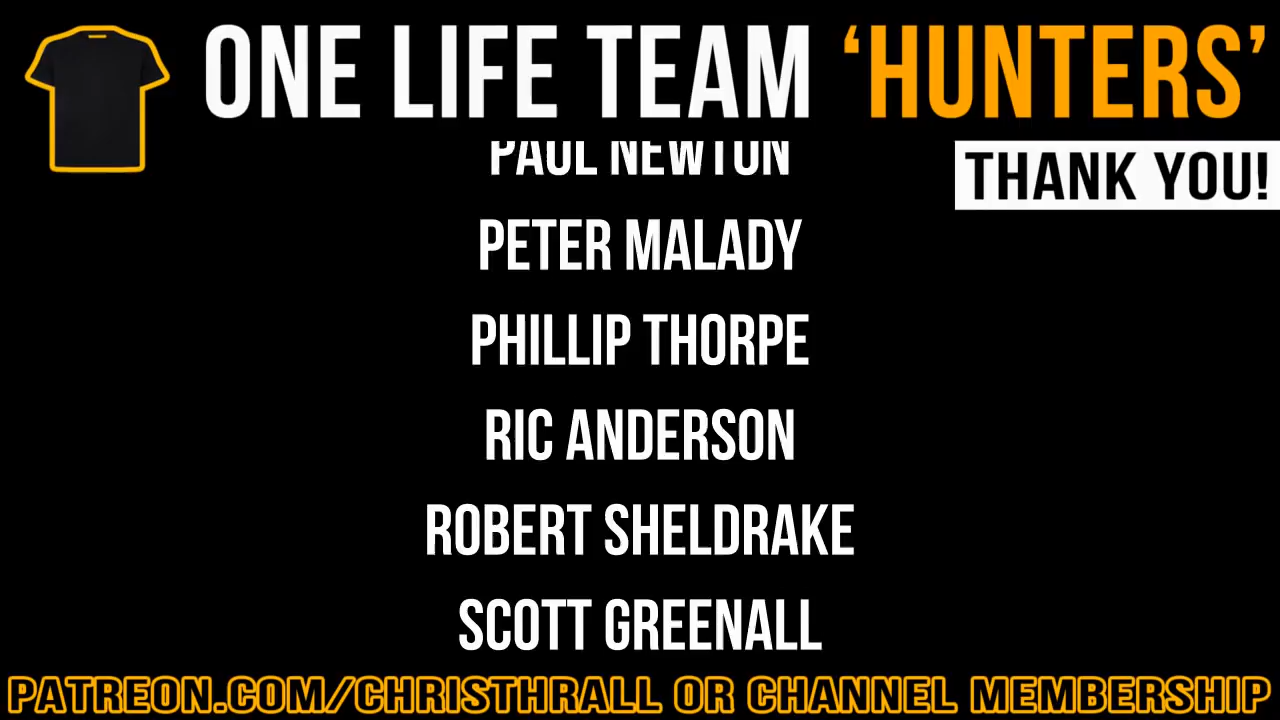 ONE LIFE TEAM ‘HUNTERS’
THANK YOU!
PAUL NEWTON
PETER MALADY
PHILLIP THORPE
RIC ANDERSON
ROBERT SHELDRAKE
SCOTT GREENALL
PATREON.COM/CHRISTHRALL OR CHANNEL MEMBERSHIP